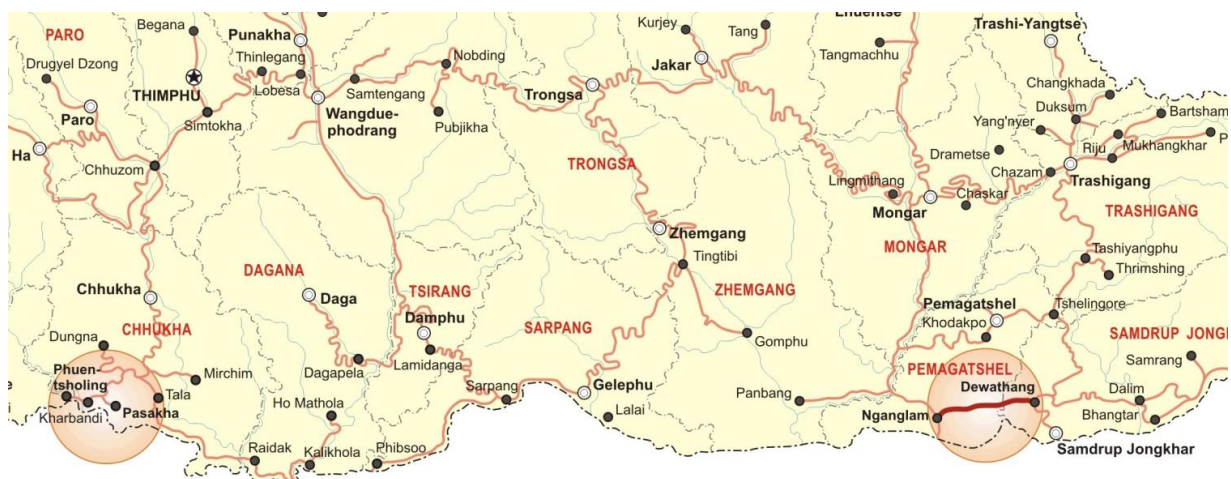 PARO
Begana
Punakha
Thinlegang
Drugyel Dzong
THIMPHU
Lobesa
Samtengang
Nobding
Wangdue-
phodrang
Pubjikha
Paro
Simtokha
Ha
Chhuzom
Kurjey
Tang
Jakar
Trongsa
TRONGSA
Tangmachhu
Trashi-Yangtse
Changkhada
Duksum
Yang'nyer
Bartsham
Riju
Mukhangkhar
Drametse
Chazam
Trashigang
Lingmithang
Mongar
Chaskar
MONGAR
TRASHIGANG
Zhemgang
Tingtibi
ZHEMGANG
Tashiyangphu
Thrimshing
DAGANA
Daga
TSIRANG
Damphu
SARPANG
Chhukha
CHHUKHA
Dungna
Lamidanga
Dagapela
Mirchim
Phuen-
tsholing
Tala
Pasakha
Kharbandi
Ho Mathola
Sarpang
Gelephu
Lalai
Raidak
Kalikhola
Phibsoo
Gomphu
Panbang
Pemagatshel
Khodakpo
Tshelingore
PEMAGATSHEL
Dewathang
Nganglam
Samrang
Dalim
Bhangtar
Samdrup Jongkhar